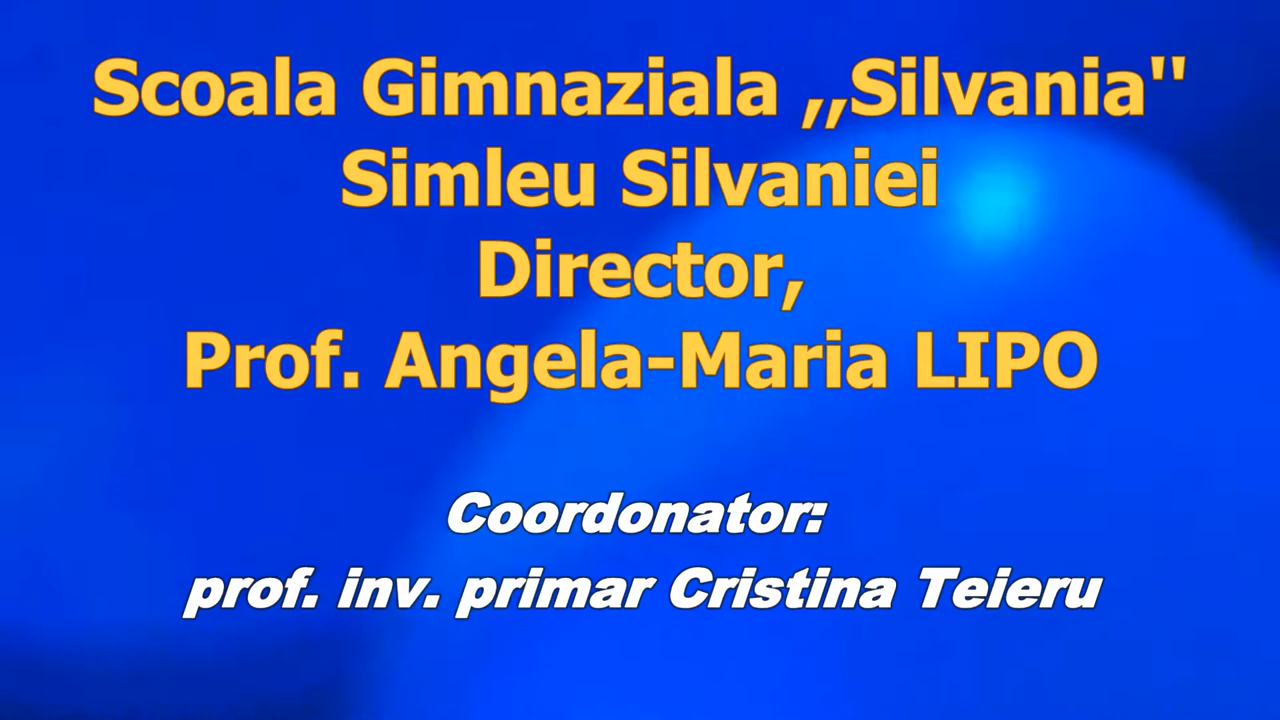 Scoala Gimnaziala ,,Silvania''
Simleu Silvaniei
Director,
Prof. Angela-Maria LIPO
Coordonator:
prof. inv. primar Cristina Teieru